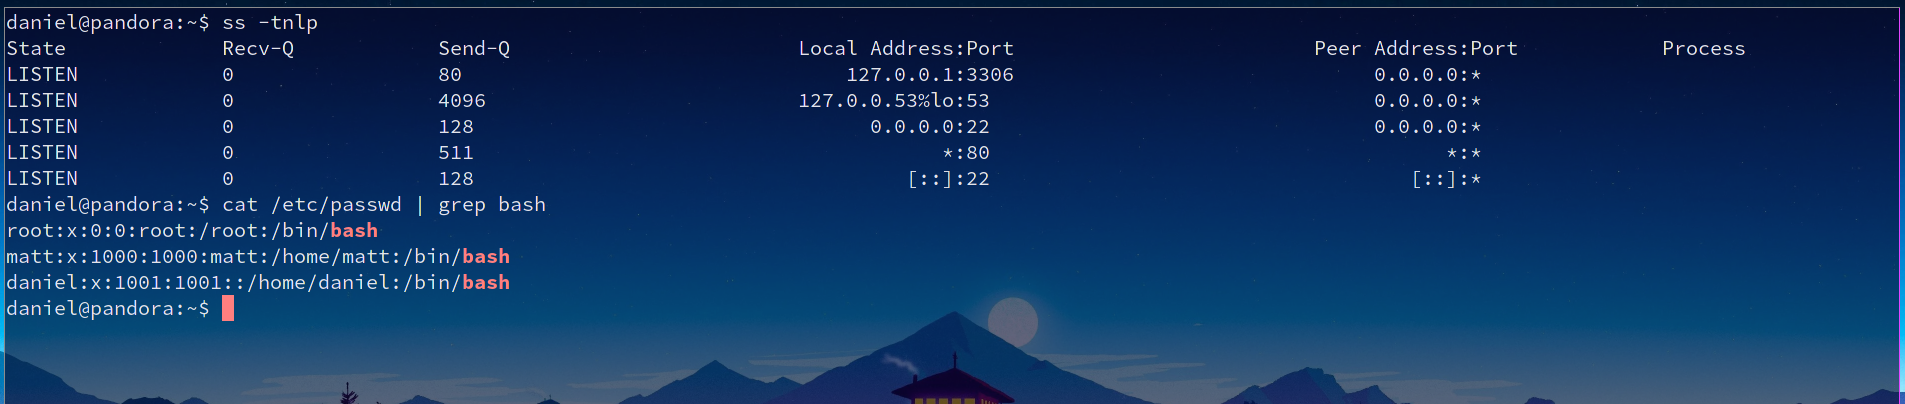 daniel@pandora:~$ ss -tnlp
State Recv-Q Send-Q Local Address:Port Peer Address:Port Process
LISTEN 0 80 127.0.0.1:3306 0.0.0.0:*
LISTEN 0 4096 127.0.0.53%lo:53 0.0.0.0:*
LISTEN 0 128 0.0.0.0:22 0.0.0.0:*
LISTEN 0 511 *:80 *:*
LISTEN 0 128 [::]:22 [::]:*
daniel@pandora:~$ cat /etc/passwd | grep bash
root:x:0:0:root:/root:/bin/bash
matt:x:1000:1000:matt:/home/matt:/bin/bash
daniel:x:1001:1001::/home/daniel:/bin/bash
daniel@pandora:~$